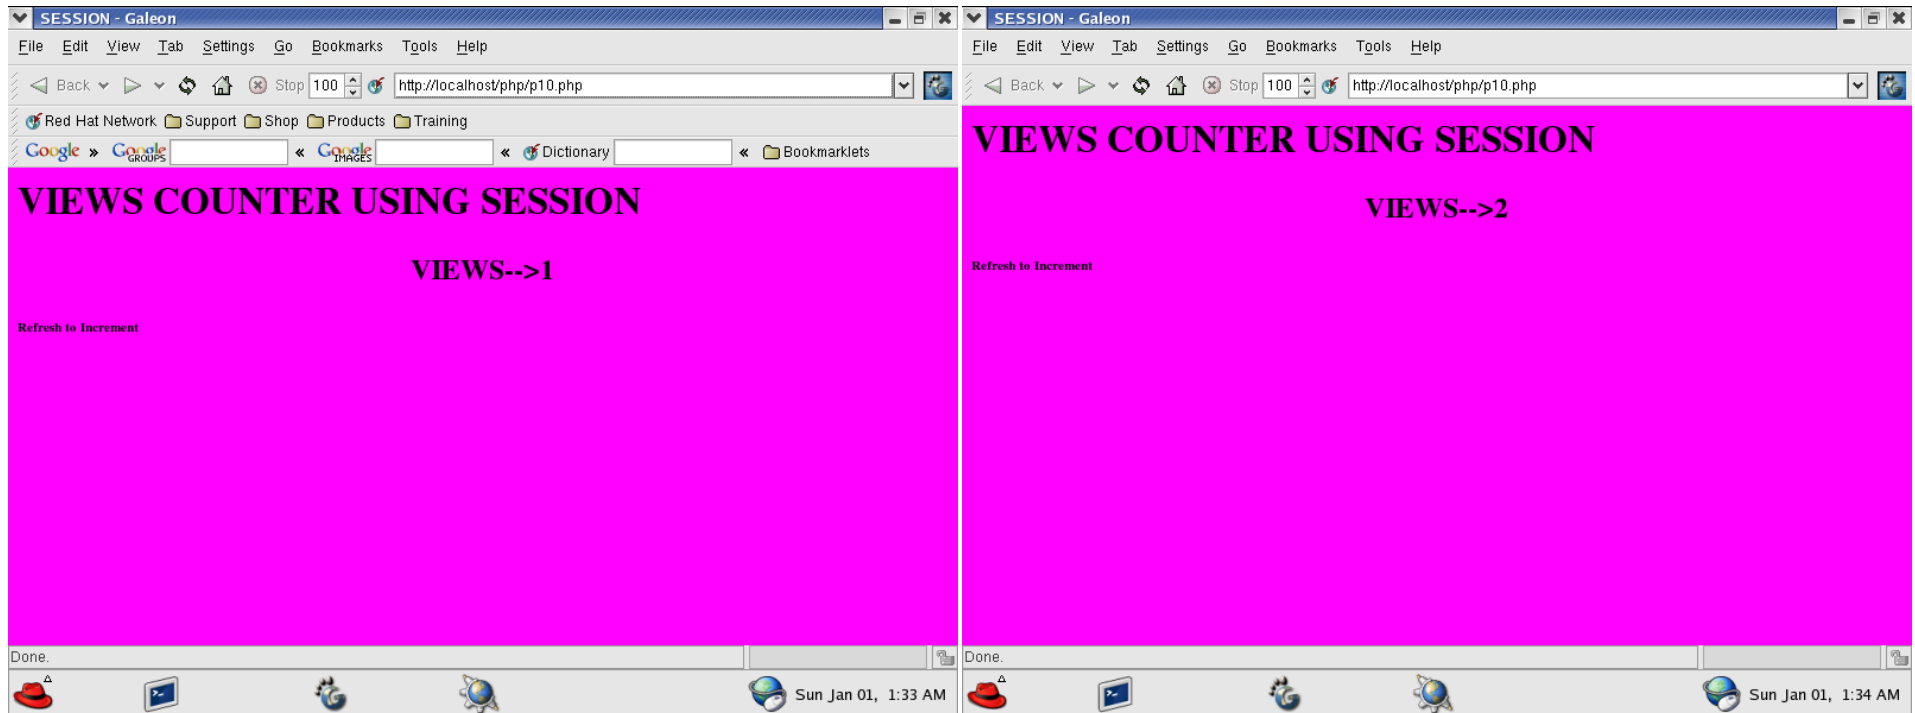 SESSION - Galeon
File Edit View Tab Settings Go Bookmarks Tools Help
Back Stop 100 http://localhost/php/p10.php
Red Hat Network Support Shop Products Training
Google » Google GROUPS « Google IMAGES « Dictionary « Bookmarklets
VIEWS COUNTER USING SESSION
VIEWS-->1
Refresh to Increment
Done.
Sun Jan 01, 1:33 AM
SESSION - Galeon
File Edit View Tab Settings Go Bookmarks Tools Help
Back Stop 100 http://localhost/php/p10.php
VIEWS COUNTER USING SESSION
VIEWS-->2
Refresh to Increment
Done.
Sun Jan 01, 1:34 AM